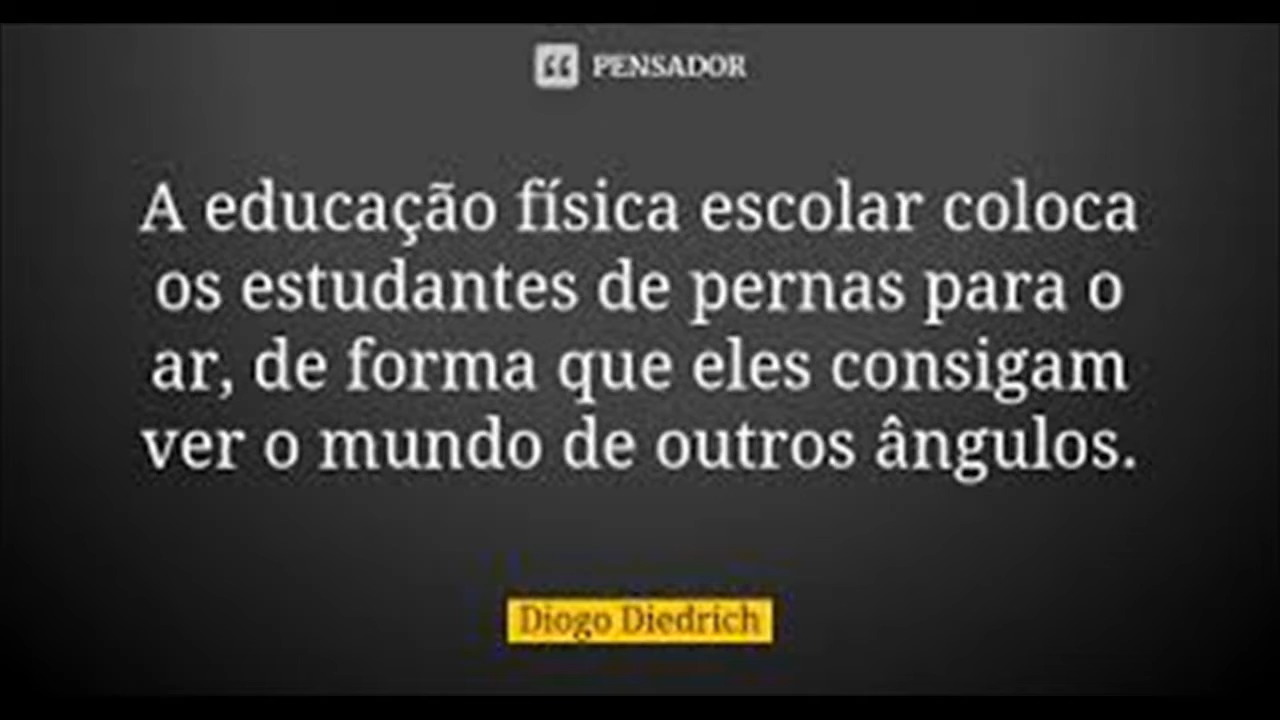 PENSADOR
A educação física escolar coloca
os estudantes de pernas para o
ar, de forma que eles consigam
ver o mundo de outros ângulos.
Diogo Diedrich